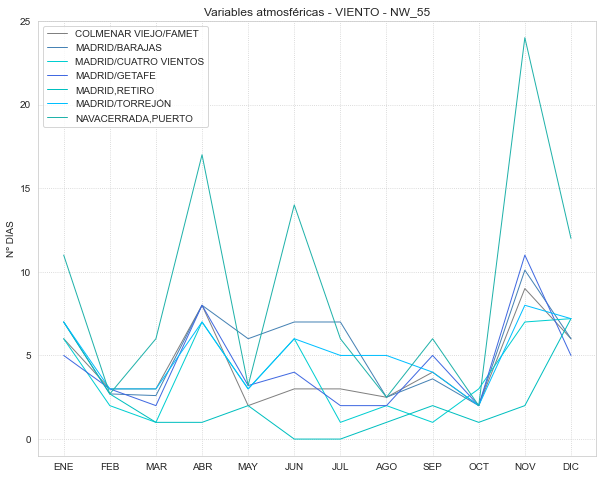 Variables atmosféricas - VIENTO - NW_55
COLMENAR VIEJO/FAMET
MADRID/BARAJAS
MADRID/CUATRO VIENTOS
MADRID/GETAFE
MADRID,RETIRO
MADRID/TORREJÓN
NAVACERRADA,PUERTO
Nº DÍAS
25
20
15
10
5
0
ENE FEB MAR ABR MAY JUN JUL AGO SEP OCT NOV DIC